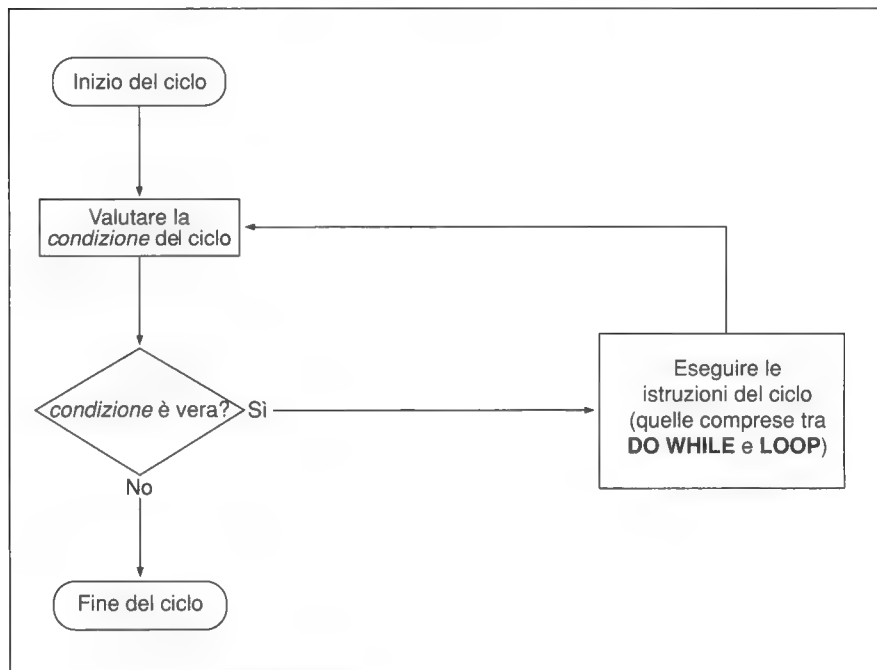 Inizio del ciclo
Valutare la
condizione del ciclo
condizione è vera?
Sì
Eseguire le
istruzioni del ciclo
(quelle comprese tra
DO WHILE e LOOP)
No
Fine del ciclo